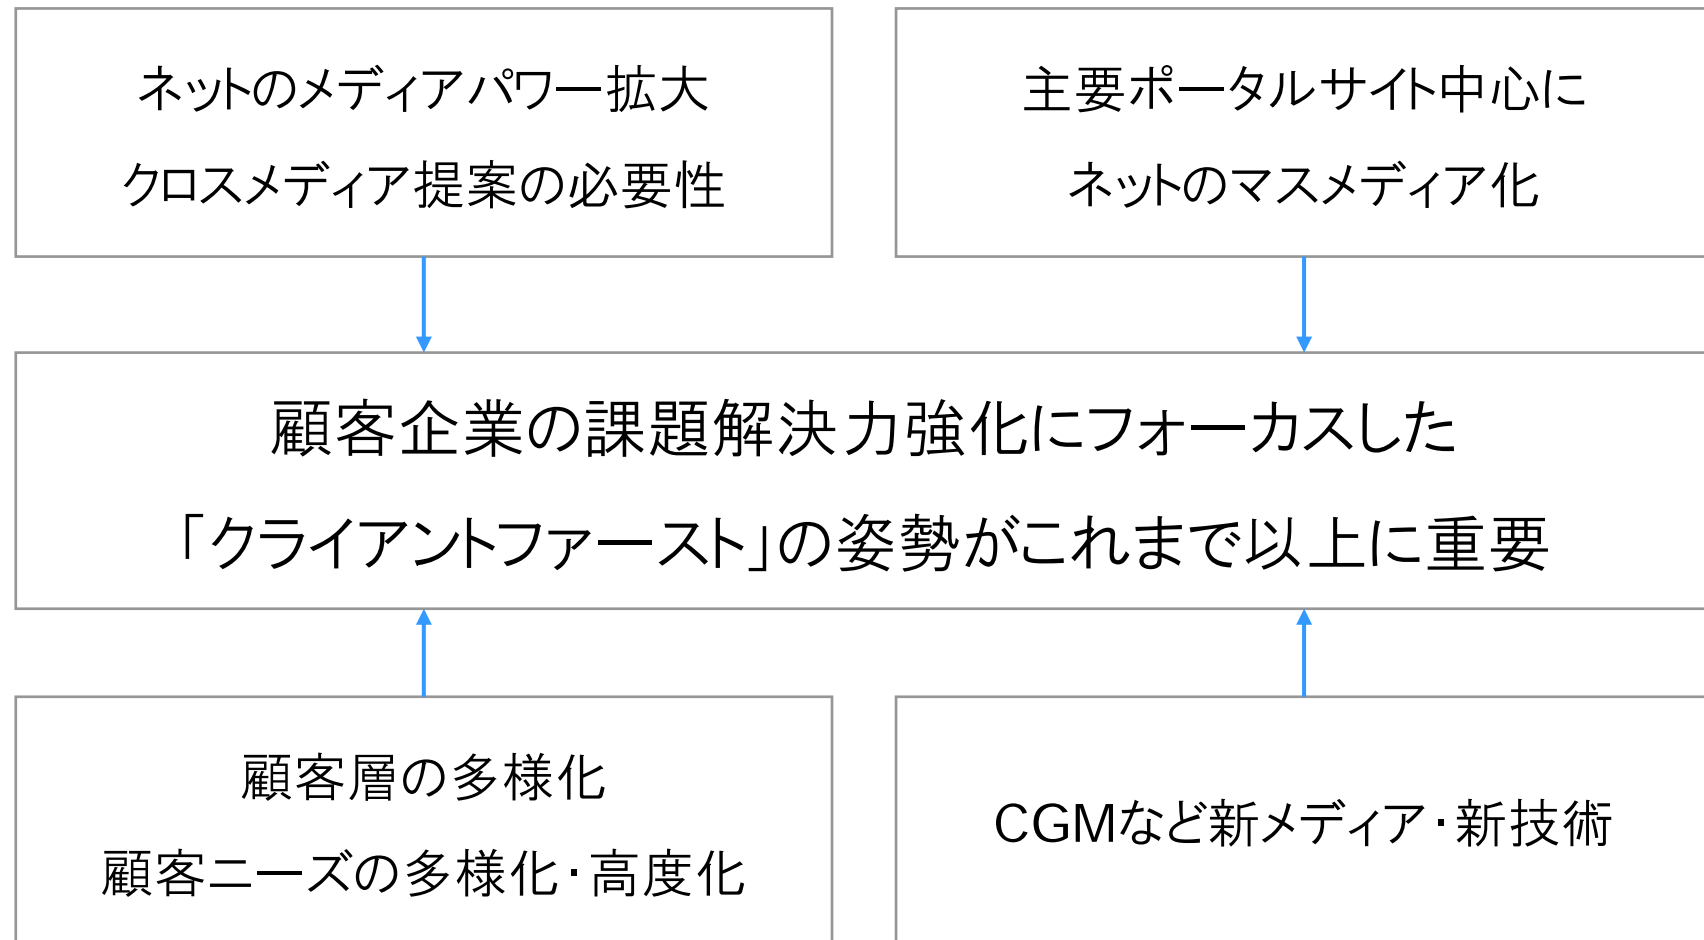 ネットのメディアパワー拡大
クロスメディア提案の必要性
主要ポータルサイト中心に
ネットのマスメディア化
顧客企業の課題解決力強化にフォーカスした
「クライアントファースト」の姿勢がこれまで以上に重要
顧客層の多様化
顧客ニーズの多様化・高度化
CGMなど新メディア・新技術